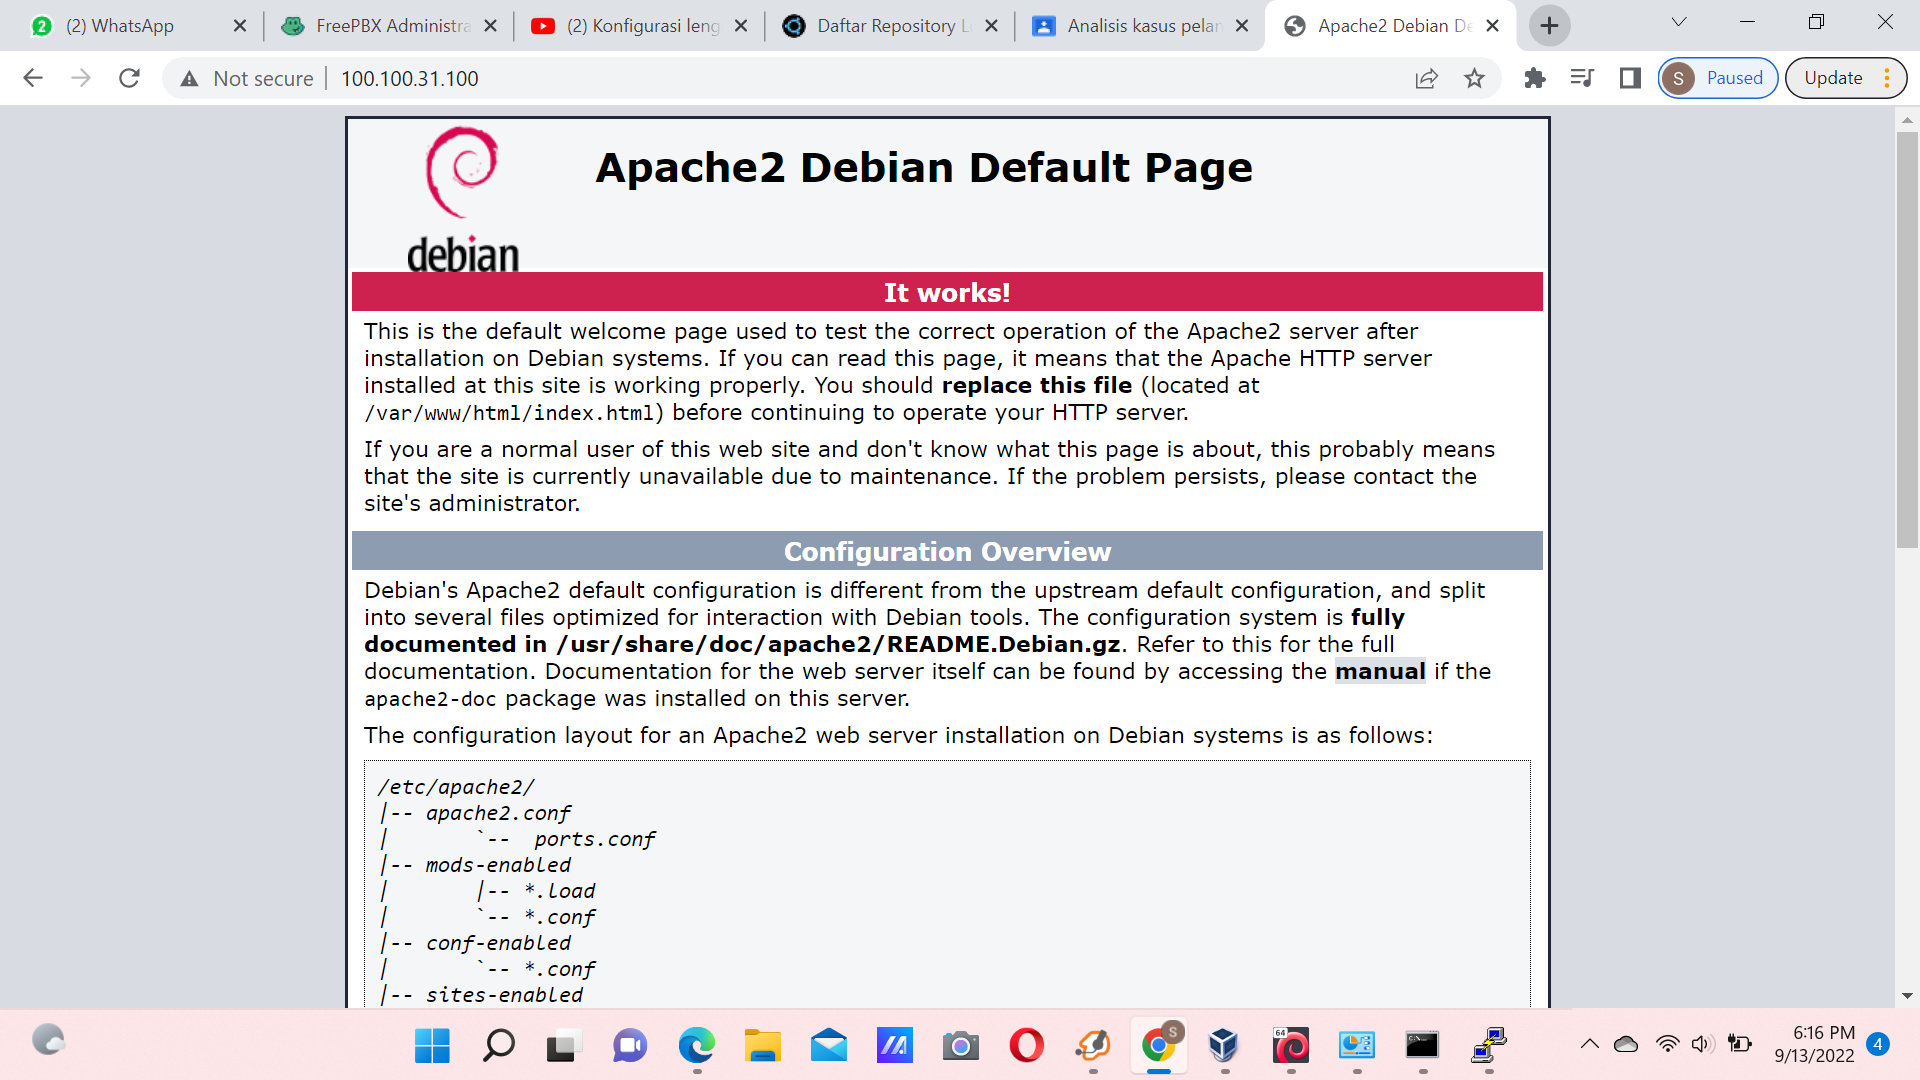 (2) WhatsApp
FreePBX Administra
(2) Konfigurasi leng
Daftar Repository L
Analisis kasus pelan
Apache2 Debian De
Not secure
100.100.31.100
S
Paused
Update
debian
Apache2 Debian Default Page
It works!
This is the default welcome page used to test the correct operation of the Apache2 server after
installation on Debian systems. If you can read this page, it means that the Apache HTTP server
installed at this site is working properly. You should replace this file (located at
/var/www/html/index.html) before continuing to operate your HTTP server.
If you are a normal user of this web site and don't know what this page is about, this probably means
that the site is currently unavailable due to maintenance. If the problem persists, please contact the
site's administrator.
Configuration Overview
Debian's Apache2 default configuration is different from the upstream default configuration, and split
into several files optimized for interaction with Debian tools. The configuration system is fully
documented in /usr/share/doc/apache2/README.Debian.gz. Refer to this for the full
documentation. Documentation for the web server itself can be found by accessing the manual if the
apache2-doc package was installed on this server.
The configuration layout for an Apache2 web server installation on Debian systems is as follows:
/etc/apache2/
|-- apache2.conf
|       `--  ports.conf
|-- mods-enabled
|       |-- *.load
|       `-- *.conf
|-- conf-enabled
|       `-- *.conf
|-- sites-enabled
S
64
6:16 PM
9/13/2022
4